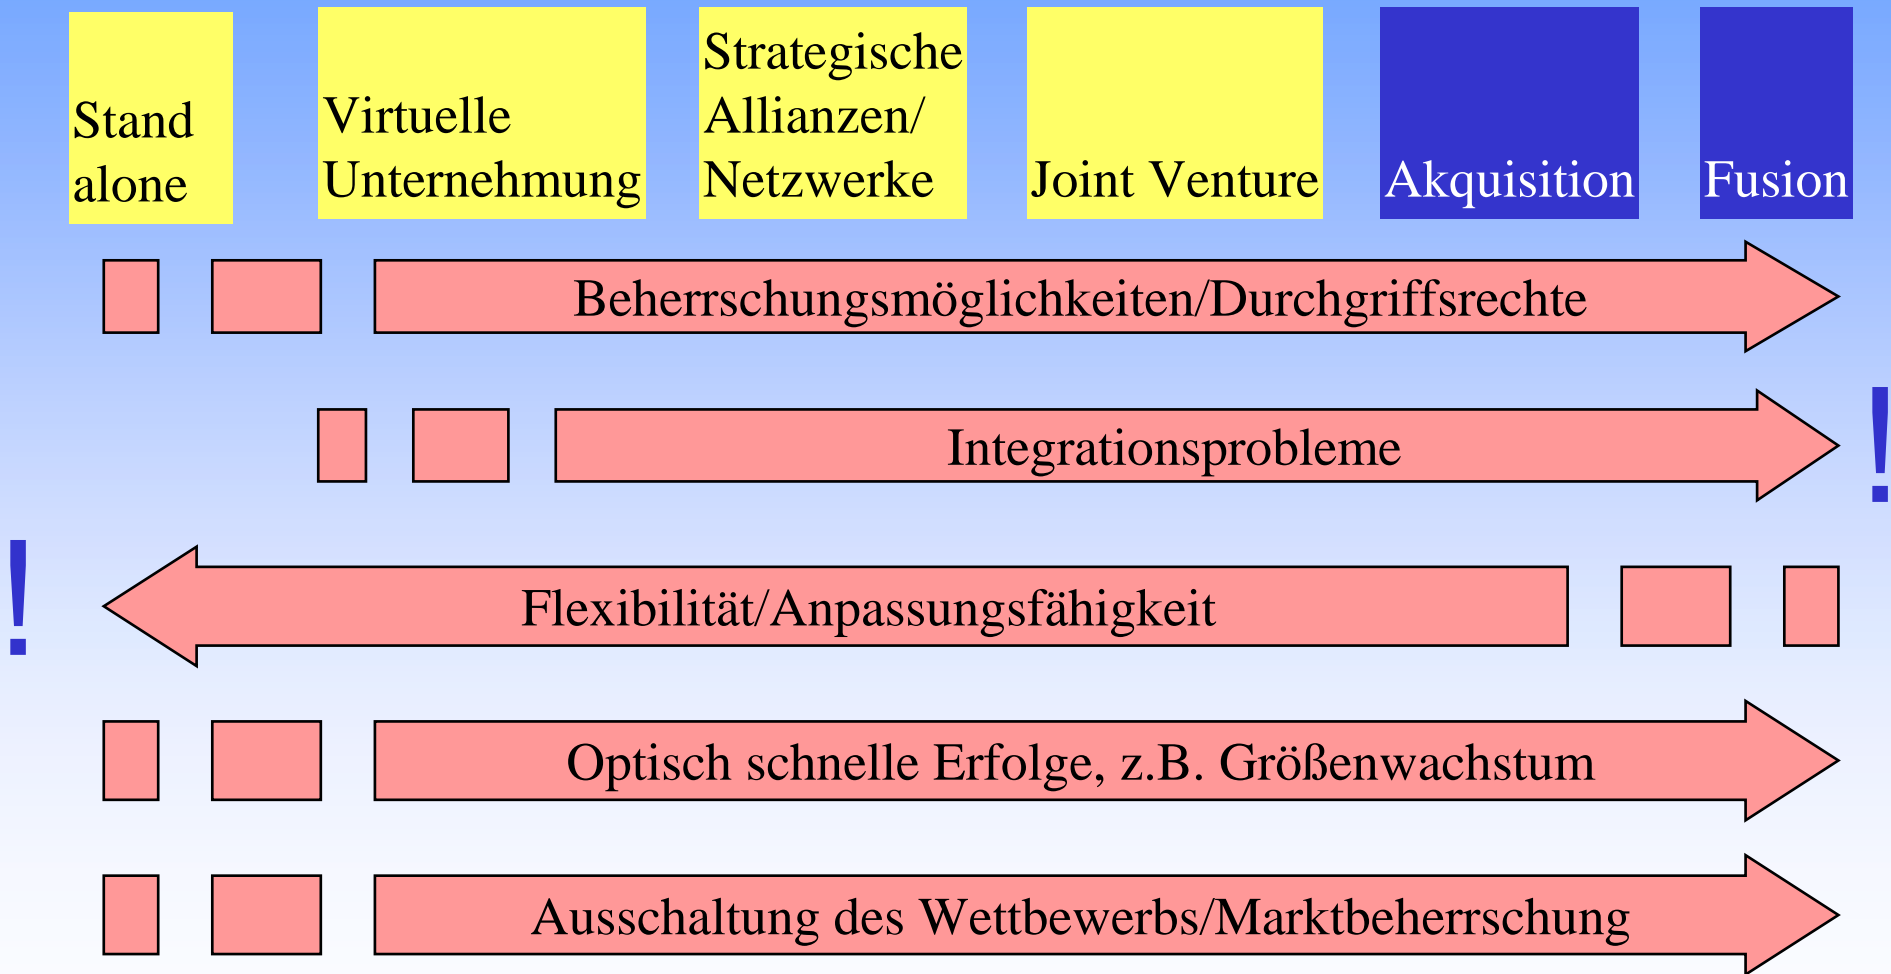 Stand
alone
Virtuelle
Unternehmung
Strategische
Allianzen/
Netzwerke
Joint Venture
Akquisition
Fusion
Beherrschungsmöglichkeiten/Durchgriffsrechte
Integrationsprobleme
!
!
Flexibilität/Anpassungsfähigkeit
Optisch schnelle Erfolge, z.B. Größenwachstum
Ausschaltung des Wettbewerbs/Marktbeherrschung